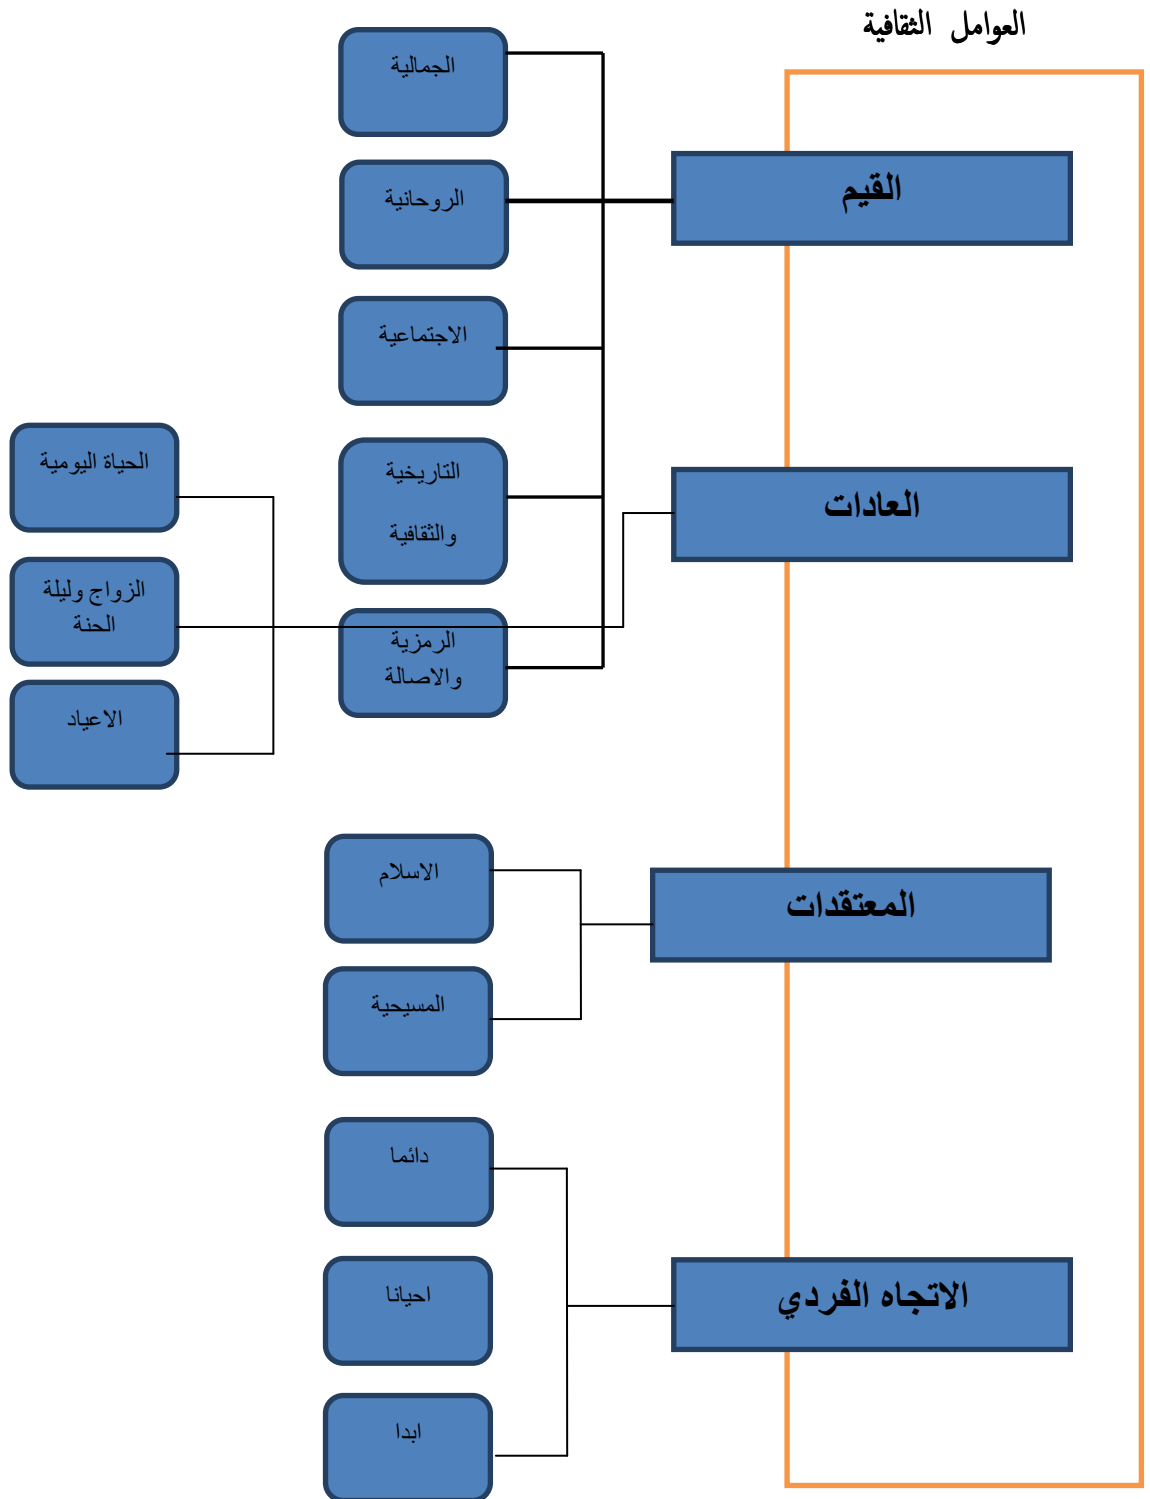 العوامل الثقافية
القيم
الجمالية
الروحانية
الاجتماعية
التاريخية
والثقافية
الرمزية
والاصالة
العادات
الحياة اليومية
الزواج وليلة
الحنة
الاعياد
المعتقدات
الاسلام
المسيحية
الاتجاه الفردي
دائما
احيانا
ابدا